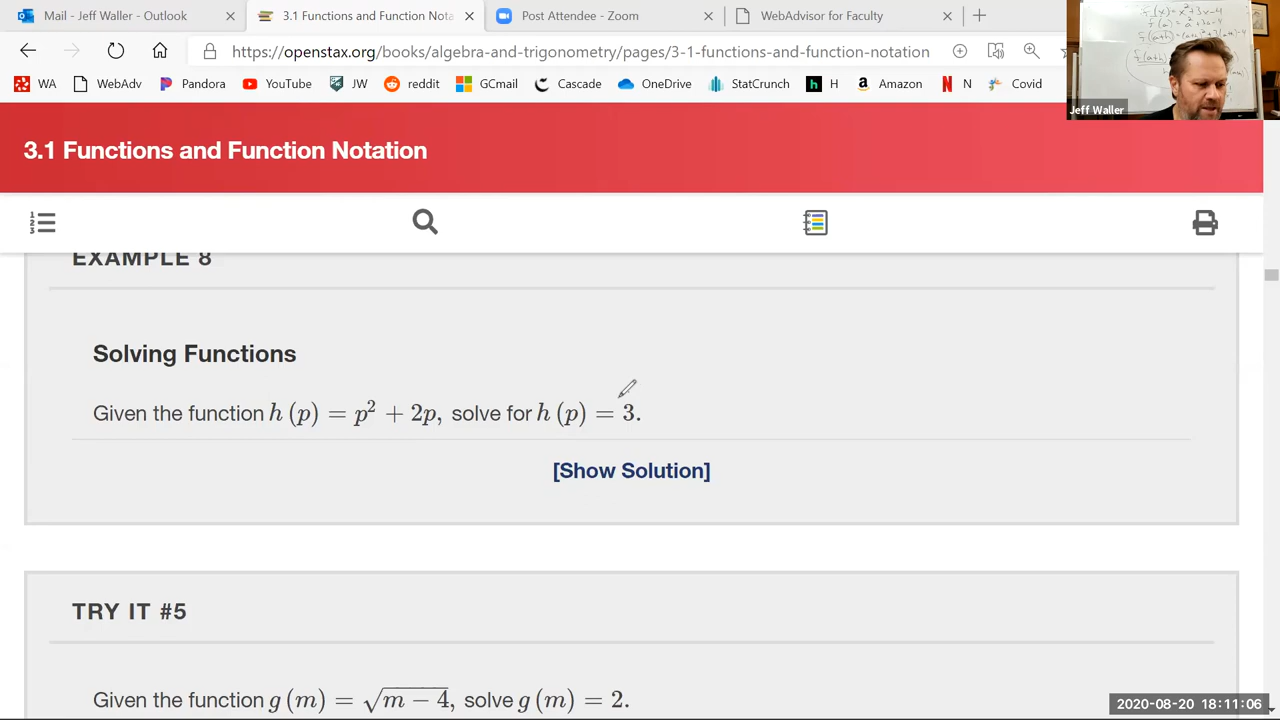 Mail - Jeff Waller - Outlook
3.1 Functions and Function Nota
Post Attendee - Zoom
WebAdvisor for Faculty
https://openstax.org/books/algebra-and-trigonometry/pages/3-1-functions-and-function-notation
WA WebAdv Pandora YouTube JW reddit GCmail Cascade OneDrive StatCrunch H Amazon N Covid
Jeff Waller
3.1 Functions and Function Notation
EXAMPLE 8
Solving Functions
Given the function h (p) = p² + 2p, solve for h (p) = 3.
[Show Solution]
TRY IT #5
Given the function g (m) = √(m − 4), solve g (m) = 2.
2020-08-20 18:11:06